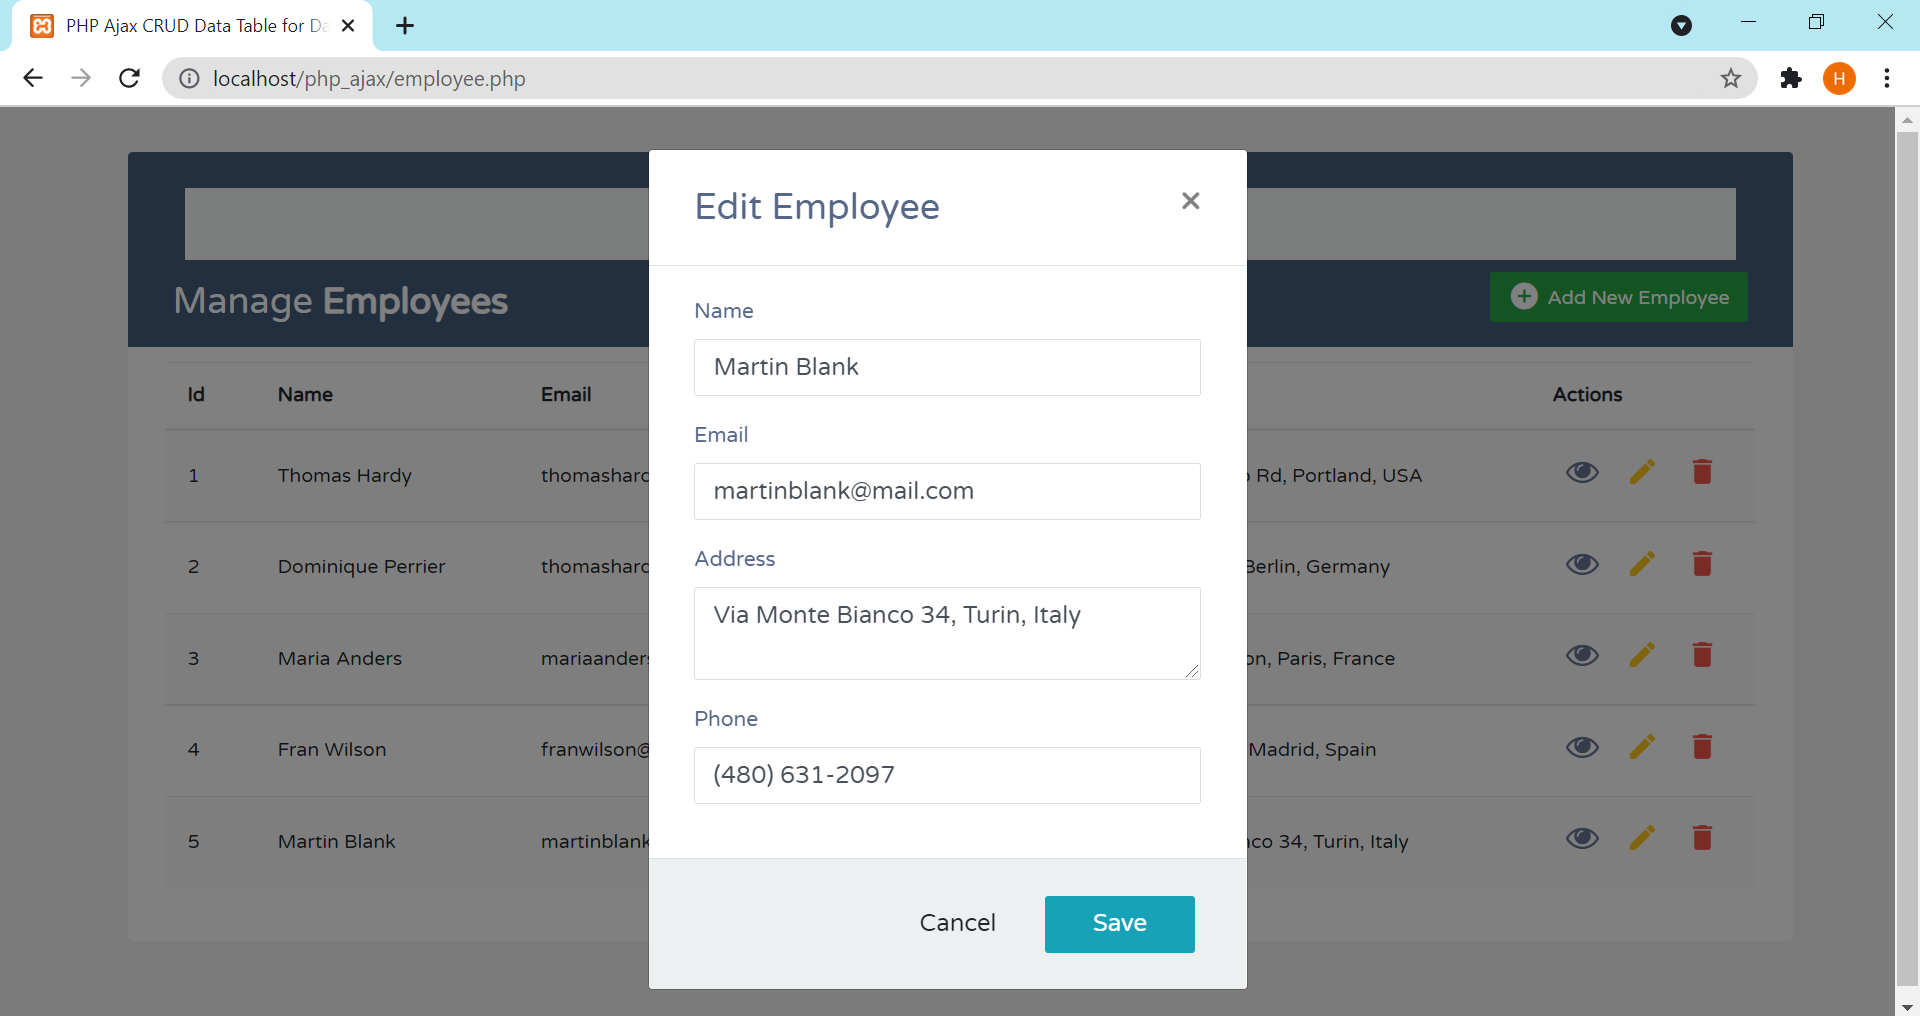 PHP Ajax CRUD Data Table for Da
localhost/php_ajax/employee.php
H
Manage Employees
Add New Employee
Id Name Email Actions
1 Thomas Hardy thomashard Rd, Portland, USA
2 Dominique Perrier thomashard Berlin, Germany
3 Maria Anders mariaanders on, Paris, France
4 Fran Wilson franwilson@ Madrid, Spain
5 Martin Blank martinblank nco 34, Turin, Italy
Edit Employee
Name
Martin Blank
Email
martinblank@mail.com
Address
Via Monte Bianco 34, Turin, Italy
Phone
(480) 631-2097
Cancel Save